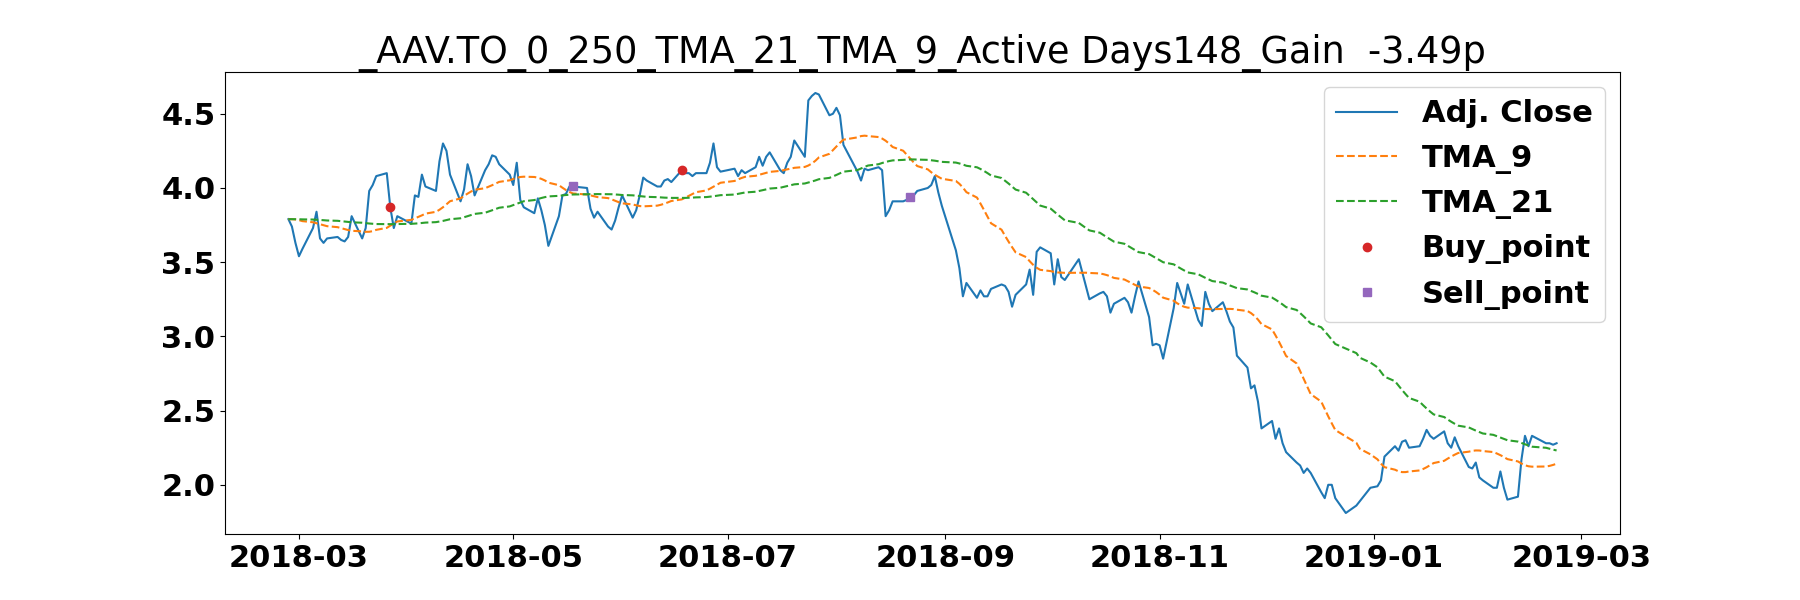 _AAV.TO_0_250_TMA_21_TMA_9_Active Days148_Gain  -3.49p
4.5
4.0
3.5
3.0
2.5
2.0
Adj. Close
TMA_9
TMA_21
Buy_point
Sell_point
2018-03 2018-05 2018-07 2018-09 2018-11 2019-01 2019-03